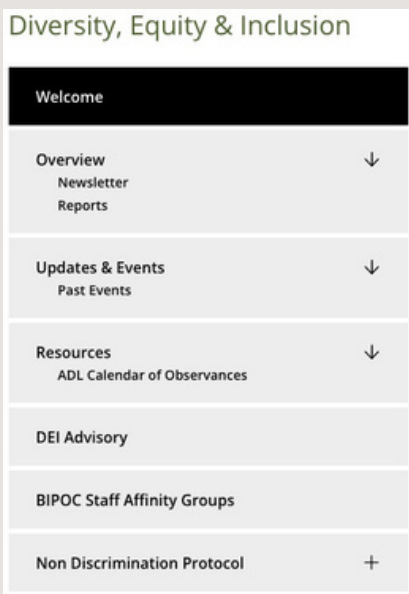 Diversity, Equity & Inclusion
Welcome
Overview
Newsletter
Reports
Updates & Events
Past Events
Resources
ADL Calendar of Observances
DEI Advisory
BIPOC Staff Affinity Groups
Non Discrimination Protocol